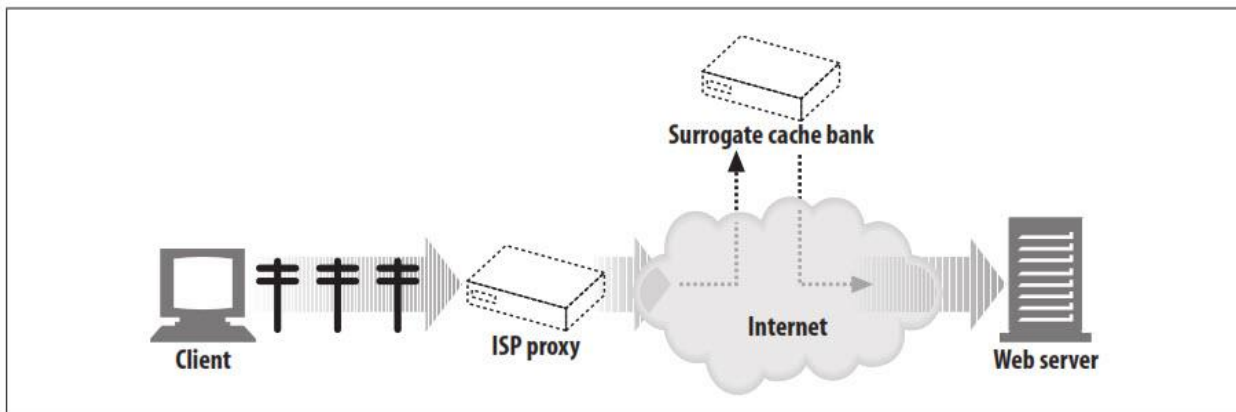 Surrogate cache bank
Client
ISP proxy
Internet
Web server